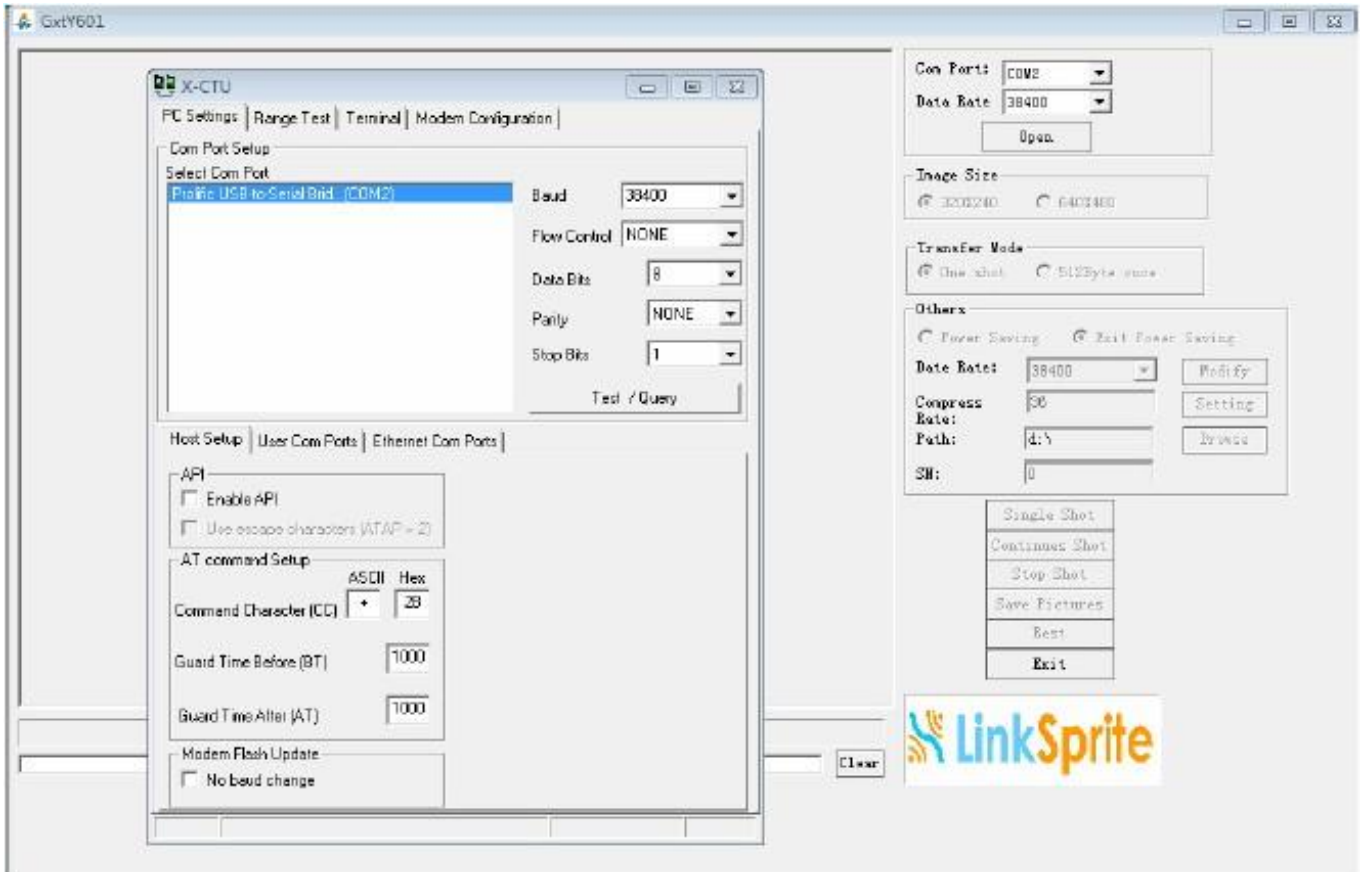 GxtY601
X-CTU
PC Settings Range Test Terminal Modem Configuration
Com Port Setup
Select Com Port
Prolific USB-to-Serial Brid.. (COM2)
Baud 38400
Flow Control NONE
Data Bits 8
Parity NONE
Stop Bits 1
Test / Query
Host Setup User Com Ports Ethernet Com Ports
API
Enable API
Use escape characters (ATAP = 2)
AT command Setup
ASCII Hex
Command Character (CC) + 2B
Guard Time Before (BT) 1000
Guard Time After (AT) 1000
Modem Flash Update
No baud change
Com Port: COM2
Data Rate 38400
Open
Image Size
320X240 640X480
Transfer Mode
One shot 512Byte once
Others
Power Saving Exit Power Saving
Date Rate: 38400 Modify
Compress Rate: 36 Setting
Path: d:\ Browse
SN: 0
Single Shot
Continues Shot
Stop Shot
Save Pictures
Rest
Exit
LinkSprite
Clear